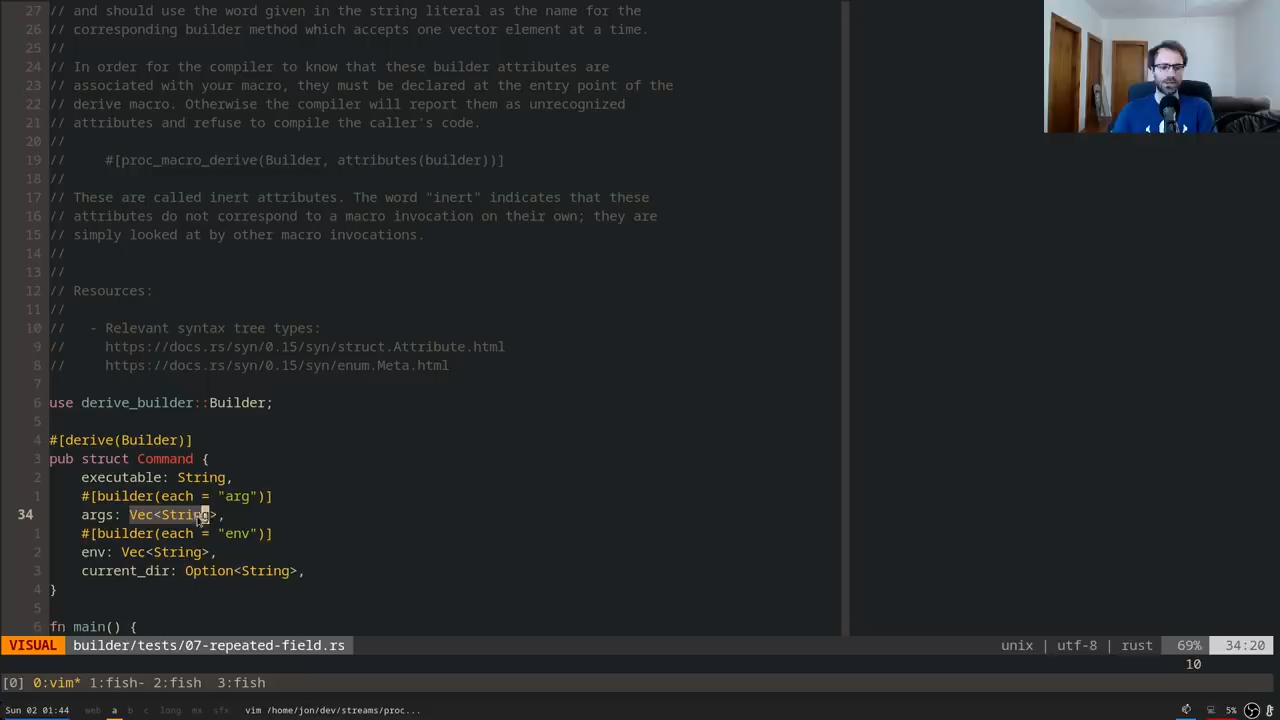 27 // and should use the word given in the string literal as the name for the
26 // corresponding builder method which accepts one vector element at a time.
25 //
24 // In order for the compiler to know that these builder attributes are
23 // associated with your macro, they must be declared at the entry point of the
22 // derive macro. Otherwise the compiler will report them as unrecognized
21 // attributes and refuse to compile the caller's code.
20 //
19 //     #[proc_macro_derive(Builder, attributes(builder))]
18 //
17 // These are called inert attributes. The word "inert" indicates that these
16 // attributes do not correspond to a macro invocation on their own; they are
15 // simply looked at by other macro invocations.
14 //
13 //
12 // Resources:
11 //
10 //   - Relevant syntax tree types:
9 //     https://docs.rs/syn/0.15/syn/struct.Attribute.html
8 //     https://docs.rs/syn/0.15/syn/enum.Meta.html
7
6 use derive_builder::Builder;
5
4 #[derive(Builder)]
3 pub struct Command {
2     executable: String,
1     #[builder(each = "arg")]
34     args: Vec<String>,
1     #[builder(each = "env")]
2     env: Vec<String>,
3     current_dir: Option<String>,
4 }
5
6 fn main() {
VISUAL builder/tests/07-repeated-field.rs unix | utf-8 | rust 69% 34:20
10
[0] 0:vim* 1:fish- 2:fish 3:fish
Sun 02 01:44 web a b c long mx sfx vim /home/jon/dev/streams/proc... 5%